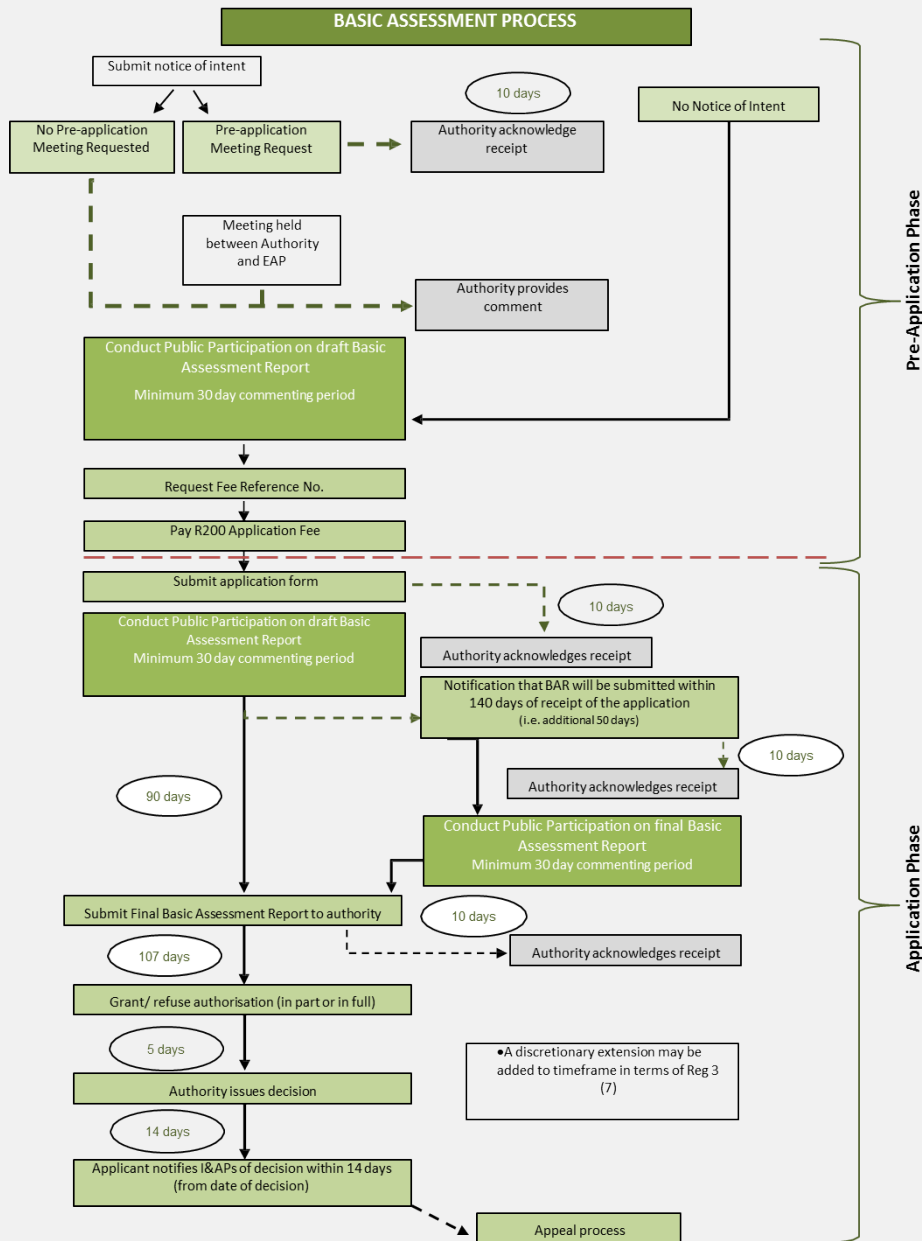 BASIC ASSESSMENT PROCESS
Submit notice of intent
10 days
No Notice of Intent
No Pre-application
Meeting Requested
Pre-application
Meeting Request
Authority acknowledge
receipt
Meeting held
between Authority
and EAP
Authority provides
comment
Pre-Application Phase
Conduct Public Participation on draft Basic
Assessment Report
Minimum 30 day commenting period
Request Fee Reference No.
Pay R200 Application Fee
Submit application form
10 days
Conduct Public Participation on draft Basic
Assessment Report
Minimum 30 day commenting period
Authority acknowledges receipt
Notification that BAR will be submitted within
140 days of receipt of the application
(i.e. additional 50 days)
10 days
Authority acknowledges receipt
90 days
Conduct Public Participation on final Basic
Assessment Report
Minimum 30 day commenting period
Application Phase
Submit Final Basic Assessment Report to authority
10 days
Authority acknowledges receipt
107 days
Grant/ refuse authorisation (in part or in full)
5 days
•A discretionary extension may be
added to timeframe in terms of Reg 3
(7)
Authority issues decision
14 days
Applicant notifies I&APs of decision within 14 days
(from date of decision)
Appeal process